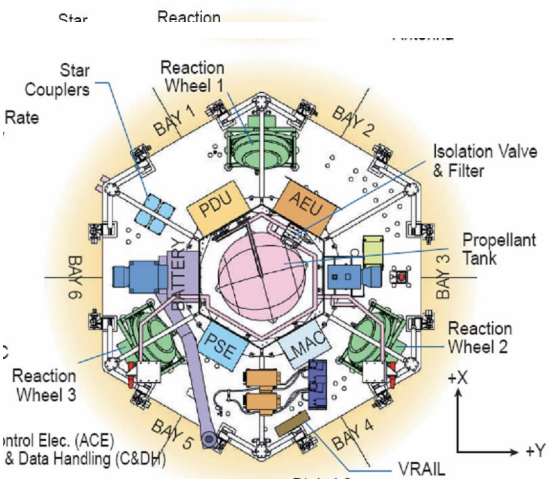 Star
Reaction
Star
Couplers
Reaction
Wheel 1
Rate
BAY 1
BAY 2
Isolation Valve
& Filter
PDU
AEU
Propellant
Tank
BATTERY
BAY 6
BAY 3
PSE
LMAC
Reaction
Wheel 2
Reaction
Wheel 3
+X
BAY 5
BAY 4
ntrol Elec. (ACE)
& Data Handling (C&DH)
+Y
VRAIL